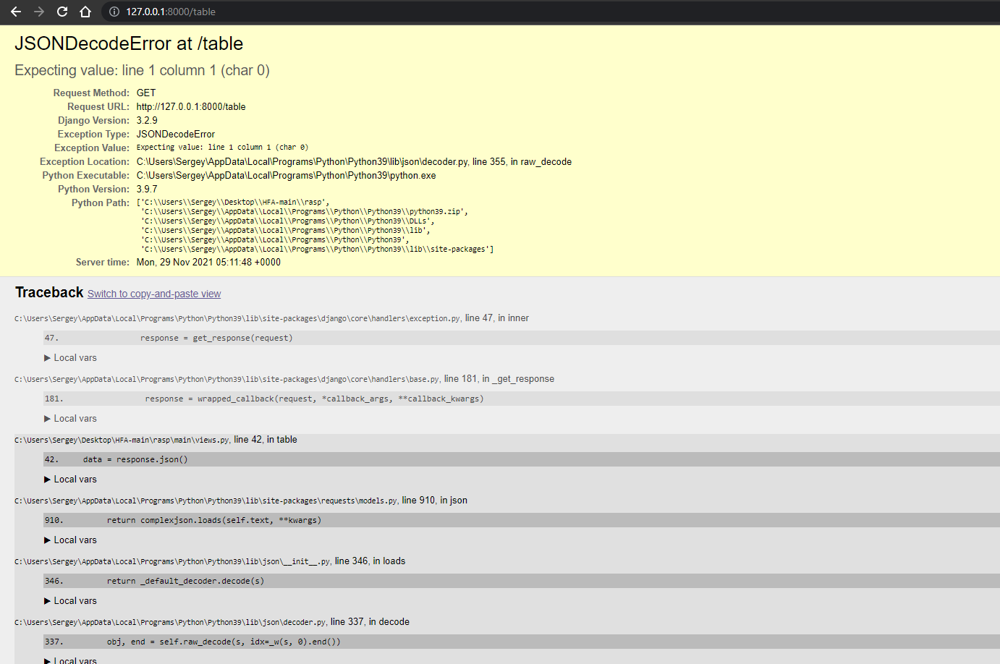 127.0.0.1:8000/table
JSONDecodeError at /table
Expecting value: line 1 column 1 (char 0)
Request Method: GET
Request URL: http://127.0.0.1:8000/table
Django Version: 3.2.9
Exception Type: JSONDecodeError
Exception Value: Expecting value: line 1 column 1 (char 0)
Exception Location: C:\Users\Sergey\AppData\Local\Programs\Python\Python39\lib\json\decoder.py, line 355, in raw_decode
Python Executable: C:\Users\Sergey\AppData\Local\Programs\Python\Python39\python.exe
Python Version: 3.9.7
Python Path: ['C:\\Users\\Sergey\\Desktop\\HFA-main\\rasp',
'C:\\Users\\Sergey\\AppData\\Local\\Programs\\Python\\Python39\\python39.zip',
'C:\\Users\\Sergey\\AppData\\Local\\Programs\\Python\\Python39\\DLLs',
'C:\\Users\\Sergey\\AppData\\Local\\Programs\\Python\\Python39\\lib',
'C:\\Users\\Sergey\\AppData\\Local\\Programs\\Python\\Python39',
'C:\\Users\\Sergey\\AppData\\Local\\Programs\\Python\\Python39\\lib\\site-packages']
Server time: Mon, 29 Nov 2021 05:11:48 +0000
Traceback Switch to copy-and-paste view
C:\Users\Sergey\AppData\Local\Programs\Python\Python39\lib\site-packages\django\core\handlers\exception.py, line 47, in inner
47. response = get_response(request)
▶ Local vars
C:\Users\Sergey\AppData\Local\Programs\Python\Python39\lib\site-packages\django\core\handlers\base.py, line 181, in _get_response
181. response = wrapped_callback(request, *callback_args, **callback_kwargs)
▶ Local vars
C:\Users\Sergey\Desktop\HFA-main\rasp\main\views.py, line 42, in table
42. data = response.json()
▶ Local vars
C:\Users\Sergey\AppData\Local\Programs\Python\Python39\lib\site-packages\requests\models.py, line 910, in json
910. return complexjson.loads(self.text, **kwargs)
▶ Local vars
C:\Users\Sergey\AppData\Local\Programs\Python\Python39\lib\json\__init__.py, line 346, in loads
346. return _default_decoder.decode(s)
▶ Local vars
C:\Users\Sergey\AppData\Local\Programs\Python\Python39\lib\json\decoder.py, line 337, in decode
337. obj, end = self.raw_decode(s, idx=_w(s, 0).end())
▶ Local vars